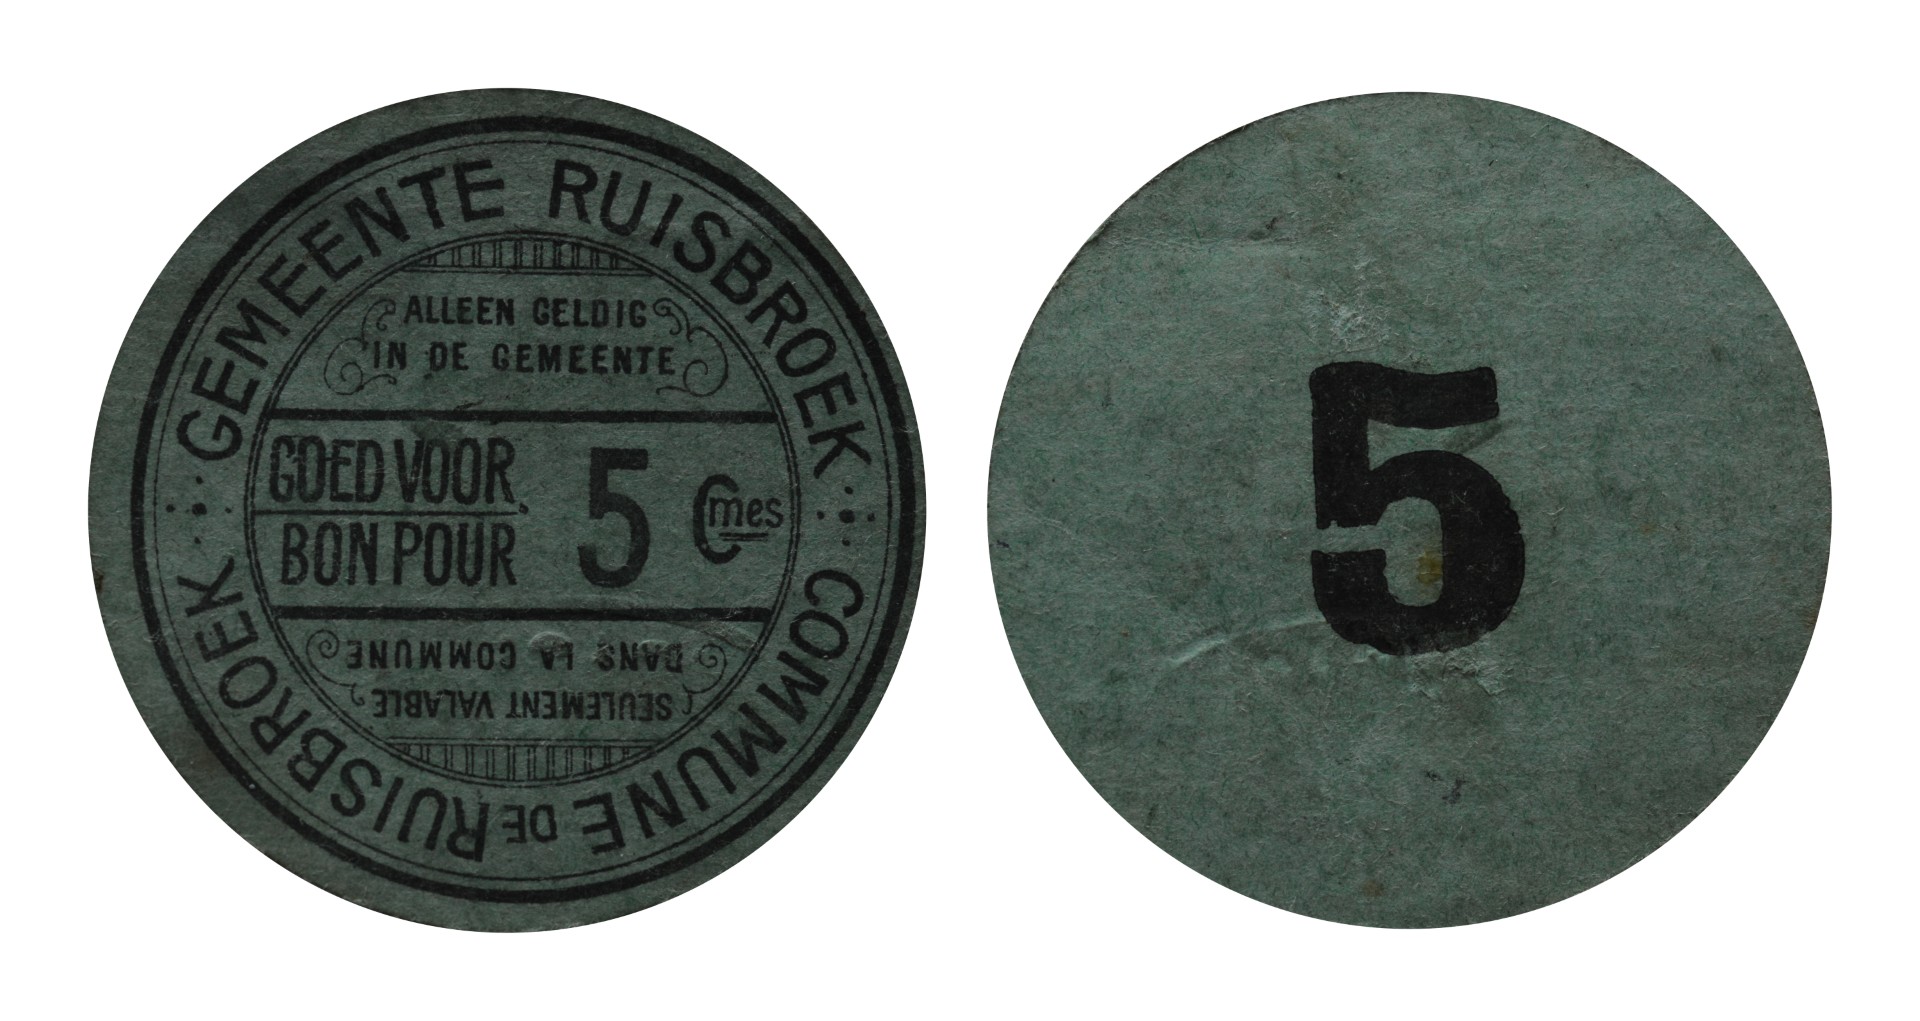 GEMEENTE RUISBROEK
ALLEEN GELDIG
IN DE GEMEENTE
GOED VOOR
BON POUR
5 Cmes
SEULEMENT VALABLE
DANS LA COMMUNE
COMMUNE DE RUISBROEK
5